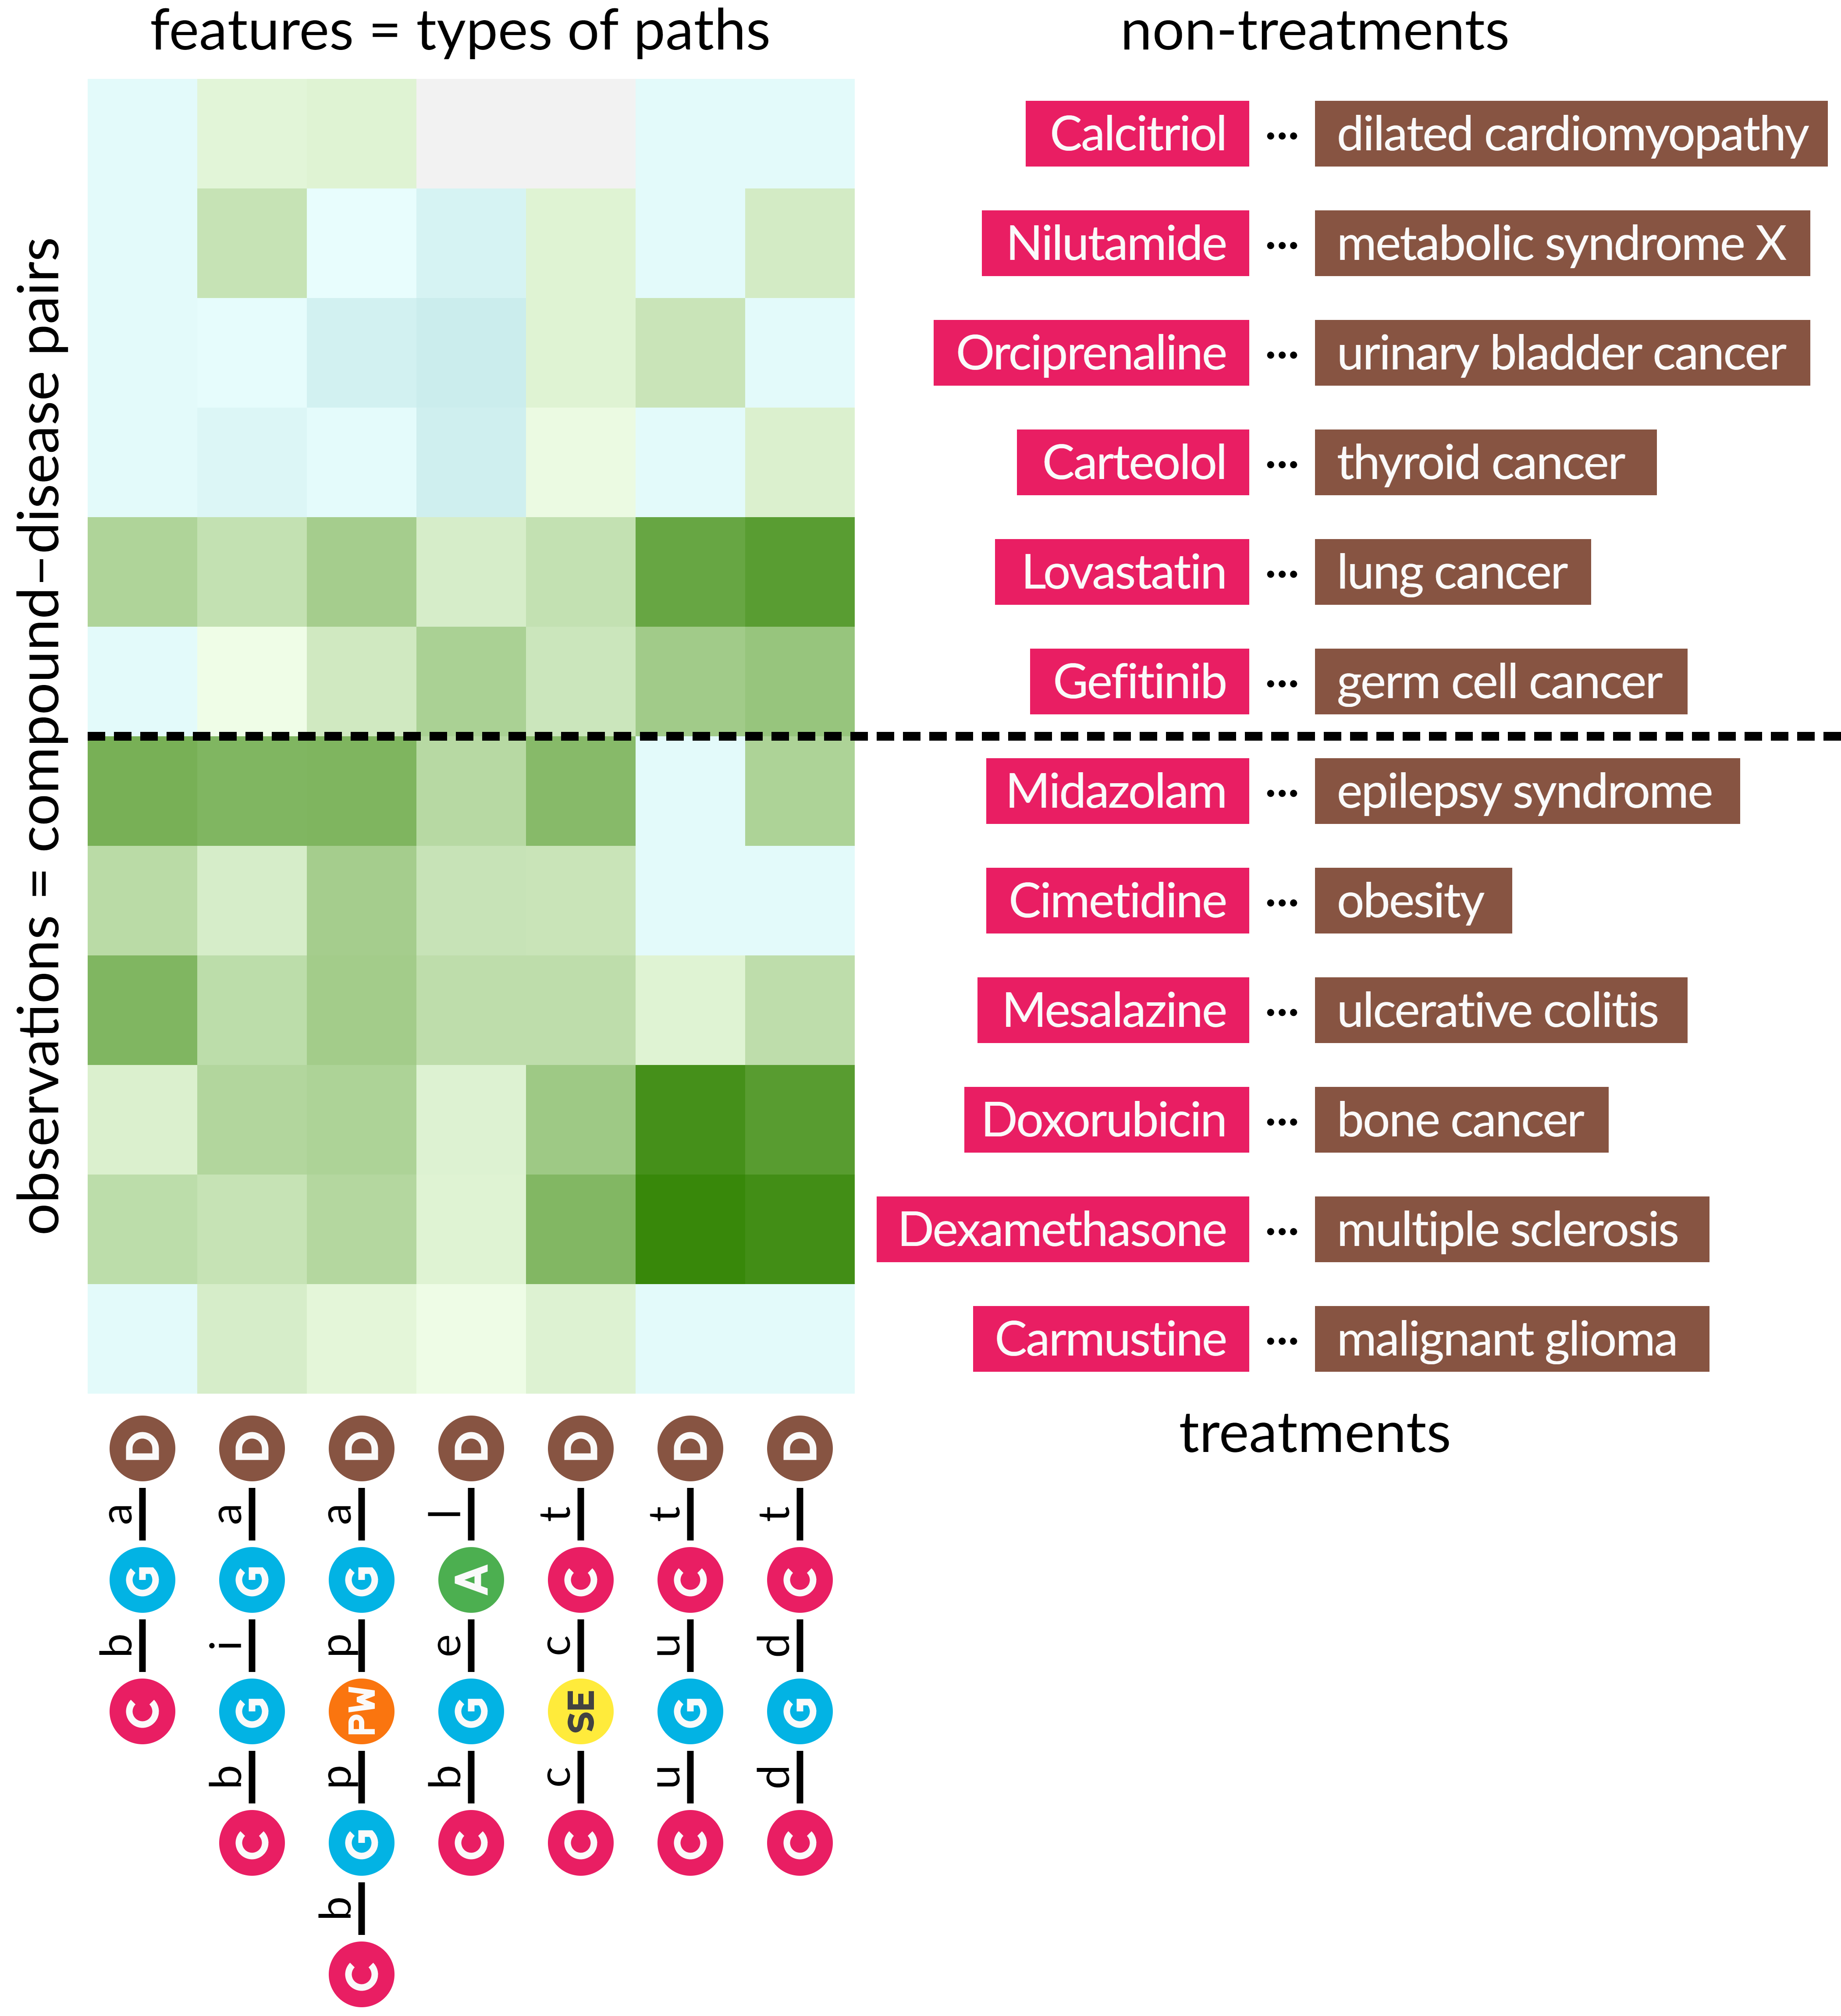 features = types of paths
non-treatments
observations = compound–disease pairs
Calcitriol ••• dilated cardiomyopathy
Nilutamide ••• metabolic syndrome X
Orciprenaline ••• urinary bladder cancer
Carteolol ••• thyroid cancer
Lovastatin ••• lung cancer
Gefitinib ••• germ cell cancer
Midazolam ••• epilepsy syndrome
Cimetidine ••• obesity
Mesalazine ••• ulcerative colitis
Doxorubicin ••• bone cancer
Dexamethasone ••• multiple sclerosis
Carmustine ••• malignant glioma
treatments
C b G a D
C b G i G a D
C b G p PW p G a D
C b G e A l D
C c SE c C t D
C u G u C t D
C d G d C t D